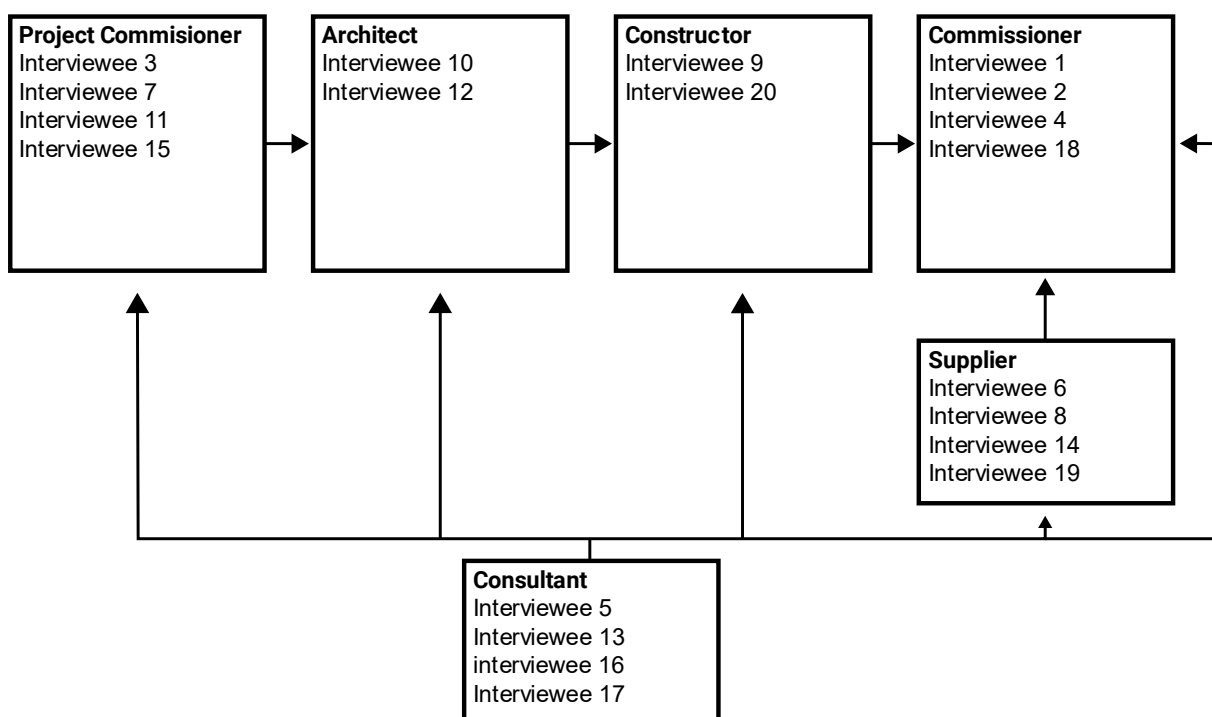 Project Commisioner
Interviewee 3
Interviewee 7
Interviewee 11
Interviewee 15
Architect
Interviewee 10
Interviewee 12
Constructor
Interviewee 9
Interviewee 20
Commissioner
Interviewee 1
Interviewee 2
Interviewee 4
Interviewee 18
Supplier
Interviewee 6
Interviewee 8
Interviewee 14
Interviewee 19
Consultant
Interviewee 5
Interviewee 13
interviewee 16
Interviewee 17